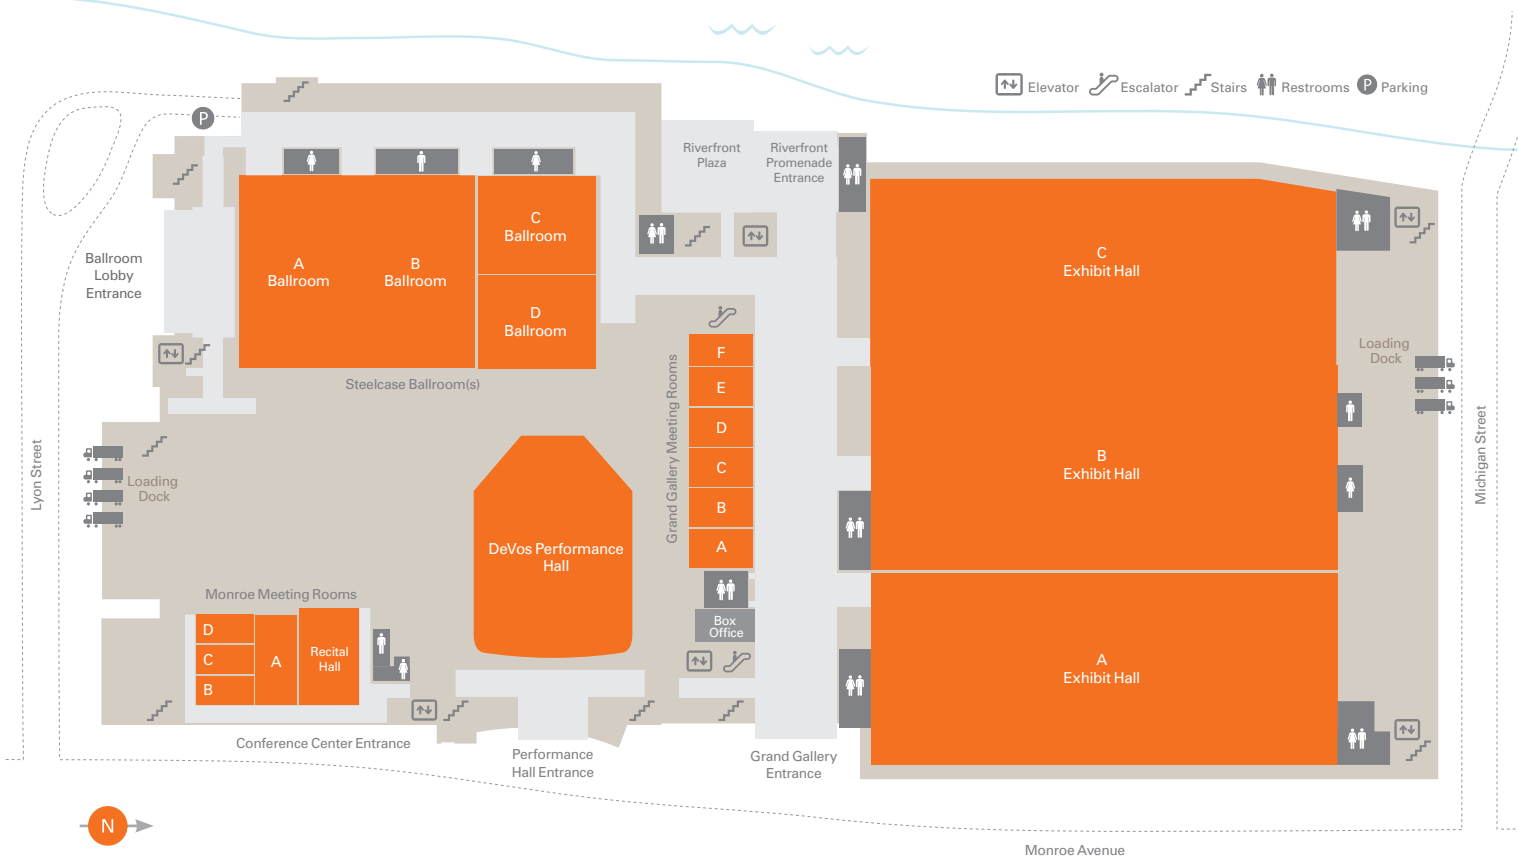 Elevator
Escalator
Stairs
Restrooms
P
Parking
P
Riverfront
Plaza
Riverfront
Promenade
Entrance
C
Ballroom
A
Ballroom
B
Ballroom
D
Ballroom
Ballroom
Lobby
Entrance
Steelcase Ballroom(s)
C
Exhibit Hall
B
Exhibit Hall
A
Exhibit Hall
Loading
Dock
Michigan Street
Grand Gallery Meeting Rooms
F
E
D
C
B
A
Box
Office
DeVos Performance
Hall
Lyon Street
Loading
Dock
Monroe Meeting Rooms
D
C
B
A
Recital
Hall
Conference Center Entrance
Performance
Hall Entrance
Grand Gallery
Entrance
N
Monroe Avenue